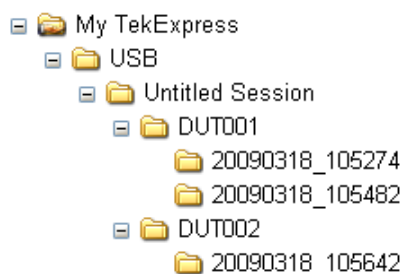 My TekExpress
USB
Untitled Session
DUT001
20090318_105274
20090318_105482
DUT002
20090318_105642